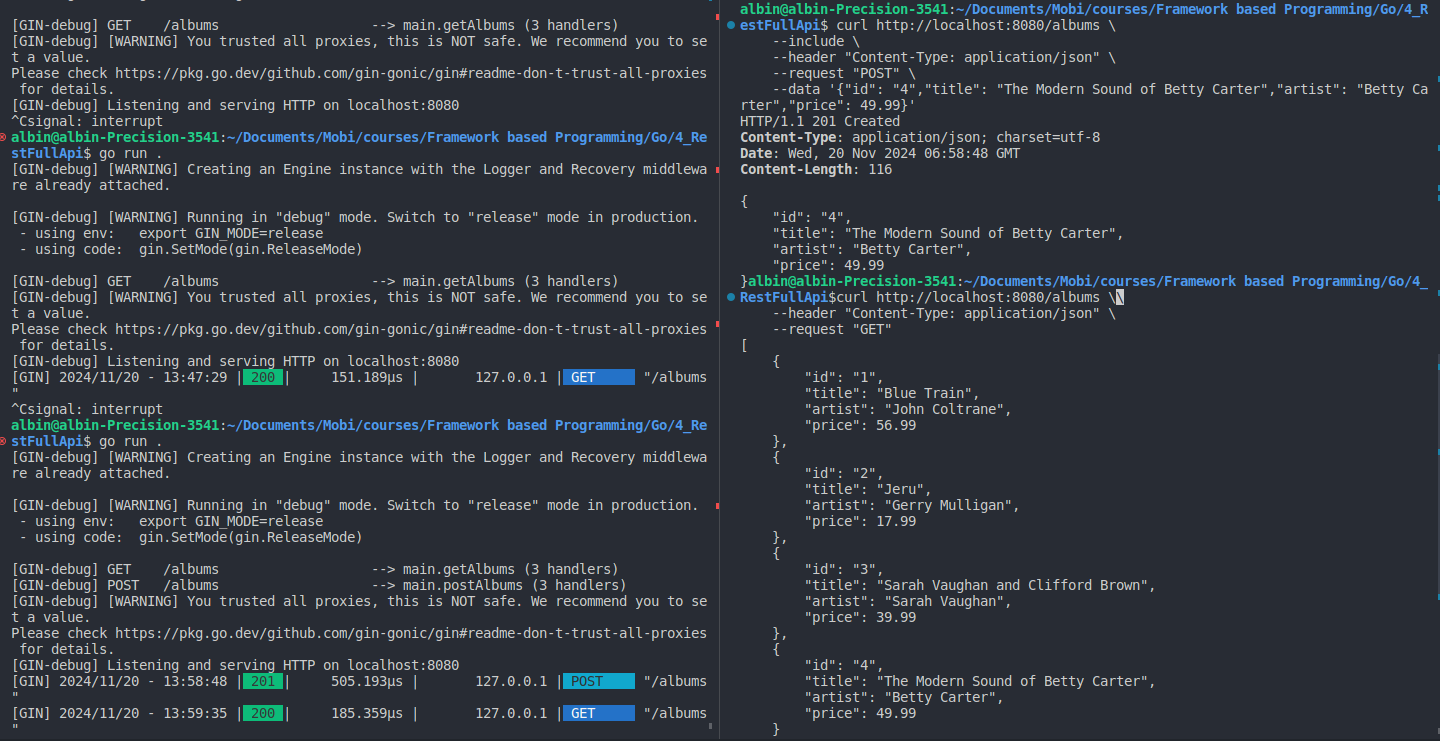 [GIN-debug] GET    /albums                   --> main.getAlbums (3 handlers)
[GIN-debug] [WARNING] You trusted all proxies, this is NOT safe. We recommend you to se
t a value.
Please check https://pkg.go.dev/github.com/gin-gonic/gin#readme-don-t-trust-all-proxies
 for details.
[GIN-debug] Listening and serving HTTP on localhost:8080
^Csignal: interrupt
albin@albin-Precision-3541:~/Documents/Mobi/courses/Framework based Programming/Go/4_Re
stFullApi$ go run .
[GIN-debug] [WARNING] Creating an Engine instance with the Logger and Recovery middlewa
re already attached.

[GIN-debug] [WARNING] Running in "debug" mode. Switch to "release" mode in production.
 - using env:   export GIN_MODE=release
 - using code:  gin.SetMode(gin.ReleaseMode)

[GIN-debug] GET    /albums                   --> main.getAlbums (3 handlers)
[GIN-debug] [WARNING] You trusted all proxies, this is NOT safe. We recommend you to se
t a value.
Please check https://pkg.go.dev/github.com/gin-gonic/gin#readme-don-t-trust-all-proxies
 for details.
[GIN-debug] Listening and serving HTTP on localhost:8080
[GIN] 2024/11/20 - 13:47:29 | 200 |     151.189µs |       127.0.0.1 | GET      "/albums
"
^Csignal: interrupt
albin@albin-Precision-3541:~/Documents/Mobi/courses/Framework based Programming/Go/4_Re
stFullApi$ go run .
[GIN-debug] [WARNING] Creating an Engine instance with the Logger and Recovery middlewa
re already attached.

[GIN-debug] [WARNING] Running in "debug" mode. Switch to "release" mode in production.
 - using env:   export GIN_MODE=release
 - using code:  gin.SetMode(gin.ReleaseMode)

[GIN-debug] GET    /albums                   --> main.getAlbums (3 handlers)
[GIN-debug] POST   /albums                   --> main.postAlbums (3 handlers)
[GIN-debug] [WARNING] You trusted all proxies, this is NOT safe. We recommend you to se
t a value.
Please check https://pkg.go.dev/github.com/gin-gonic/gin#readme-don-t-trust-all-proxies
 for details.
[GIN-debug] Listening and serving HTTP on localhost:8080
[GIN] 2024/11/20 - 13:58:48 | 201 |     505.193µs |       127.0.0.1 | POST     "/albums
"
[GIN] 2024/11/20 - 13:59:35 | 200 |     185.359µs |       127.0.0.1 | GET      "/albums
"
albin@albin-Precision-3541:~/Documents/Mobi/courses/Framework based Programming/Go/4_R
estFullApi$ curl http://localhost:8080/albums \
    --include \
    --header "Content-Type: application/json" \
    --request "POST" \
    --data '{"id": "4","title": "The Modern Sound of Betty Carter","artist": "Betty Ca
rter","price": 49.99}'
HTTP/1.1 201 Created
Content-Type: application/json; charset=utf-8
Date: Wed, 20 Nov 2024 06:58:48 GMT
Content-Length: 116

{
    "id": "4",
    "title": "The Modern Sound of Betty Carter",
    "artist": "Betty Carter",
    "price": 49.99
}albin@albin-Precision-3541:~/Documents/Mobi/courses/Framework based Programming/Go/4_
RestFullApi$curl http://localhost:8080/albums \\
    --header "Content-Type: application/json" \
    --request "GET"
[
    {
        "id": "1",
        "title": "Blue Train",
        "artist": "John Coltrane",
        "price": 56.99
    },
    {
        "id": "2",
        "title": "Jeru",
        "artist": "Gerry Mulligan",
        "price": 17.99
    },
    {
        "id": "3",
        "title": "Sarah Vaughan and Clifford Brown",
        "artist": "Sarah Vaughan",
        "price": 39.99
    },
    {
        "id": "4",
        "title": "The Modern Sound of Betty Carter",
        "artist": "Betty Carter",
        "price": 49.99
    }